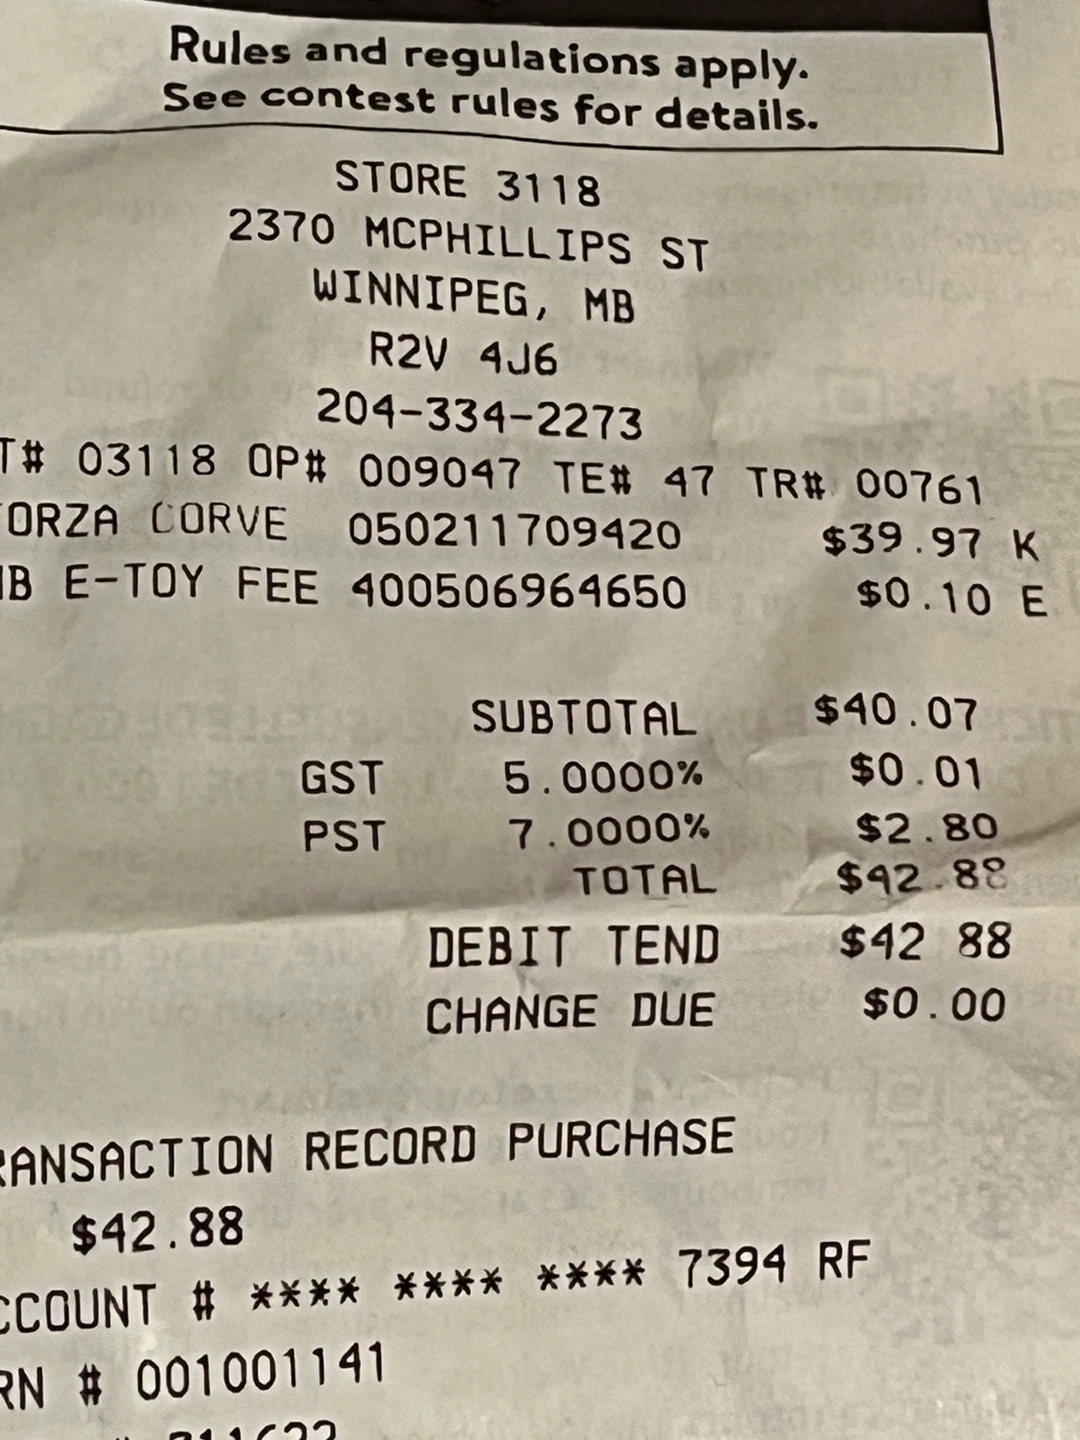 Rules and regulations apply.
See contest rules for details.
STORE 3118
2370 MCPHILLIPS ST
WINNIPEG, MB
R2V 4J6
204-334-2273
T# 03118 OP# 009047 TE# 47 TR# 00761
ORZA CORVE 050211709420 $39.97 K
B E-TOY FEE 400506964650 $0.10 E
SUBTOTAL $40.07
GST 5.0000% $0.01
PST 7.0000% $2.80
TOTAL $42.88
DEBIT TEND $42 88
CHANGE DUE $0.00
RANSACTION RECORD PURCHASE
$42.88
CCOUNT # **** **** **** 7394 RF
RN # 001001141